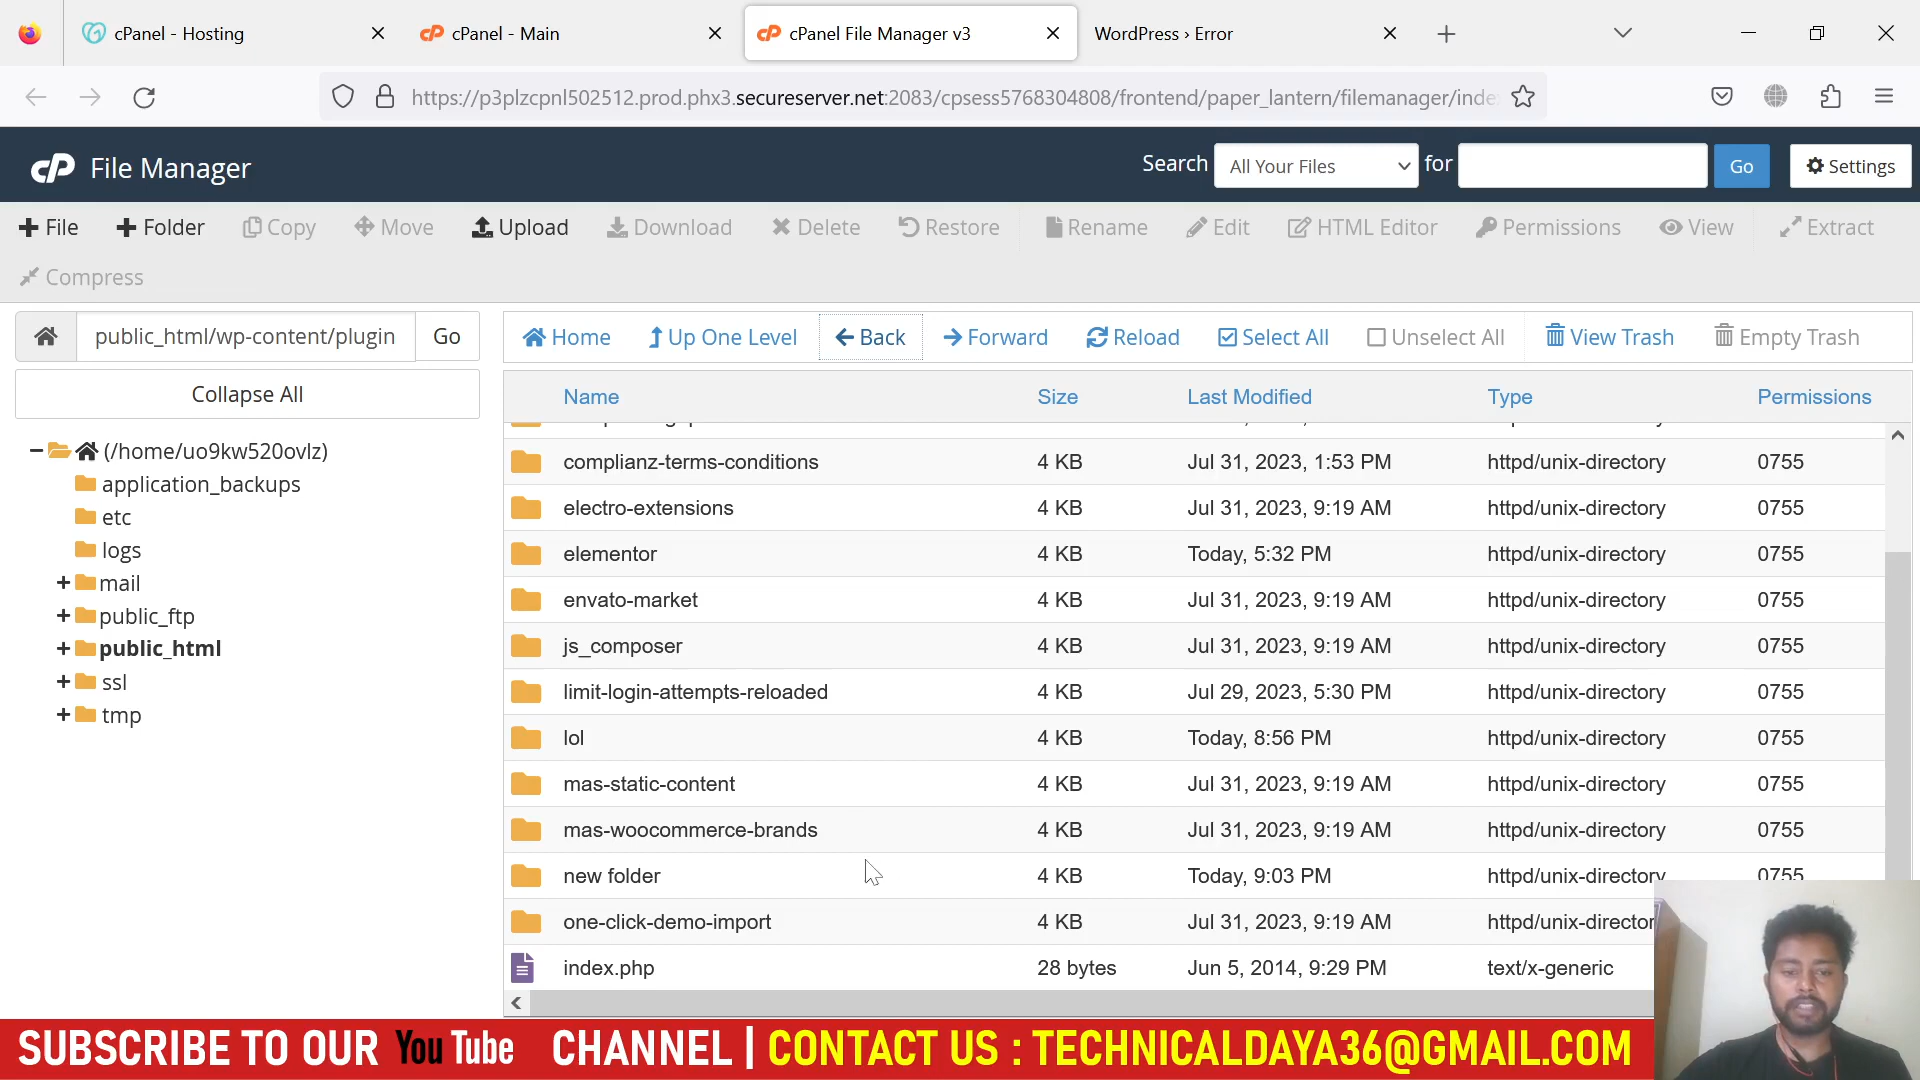 cPanel - Hosting
cPanel - Main
cPanel File Manager v3
WordPress › Error
https://p3plzcpnl502512.prod.phx3.secureserver.net:2083/cpsess5768304808/frontend/paper_lantern/filemanager/inde
cP File Manager
Search All Your Files for Go Settings
File Folder Copy Move Upload Download Delete Restore Rename Edit HTML Editor Permissions View Extract
Compress
public_html/wp-content/plugin Go
Home Up One Level Back Forward Reload Select All Unselect All View Trash Empty Trash
Collapse All
(/home/uo9kw520ovlz)
application_backups
etc
logs
mail
public_ftp
public_html
ssl
tmp
Name Size Last Modified Type Permissions
complianz-terms-conditions 4 KB Jul 31, 2023, 1:53 PM httpd/unix-directory 0755
electro-extensions 4 KB Jul 31, 2023, 9:19 AM httpd/unix-directory 0755
elementor 4 KB Today, 5:32 PM httpd/unix-directory 0755
envato-market 4 KB Jul 31, 2023, 9:19 AM httpd/unix-directory 0755
js_composer 4 KB Jul 31, 2023, 9:19 AM httpd/unix-directory 0755
limit-login-attempts-reloaded 4 KB Jul 29, 2023, 5:30 PM httpd/unix-directory 0755
lol 4 KB Today, 8:56 PM httpd/unix-directory 0755
mas-static-content 4 KB Jul 31, 2023, 9:19 AM httpd/unix-directory 0755
mas-woocommerce-brands 4 KB Jul 31, 2023, 9:19 AM httpd/unix-directory 0755
new folder 4 KB Today, 9:03 PM httpd/unix-directory 0755
one-click-demo-import 4 KB Jul 31, 2023, 9:19 AM httpd/unix-director
index.php 28 bytes Jun 5, 2014, 9:29 PM text/x-generic
SUBSCRIBE TO OUR YouTube CHANNEL | CONTACT US : TECHNICALDAYA36@GMAIL.COM